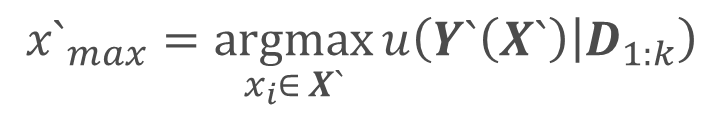 x`max = argmax u(Y`(X`)|D1:k)
xi∈ X`